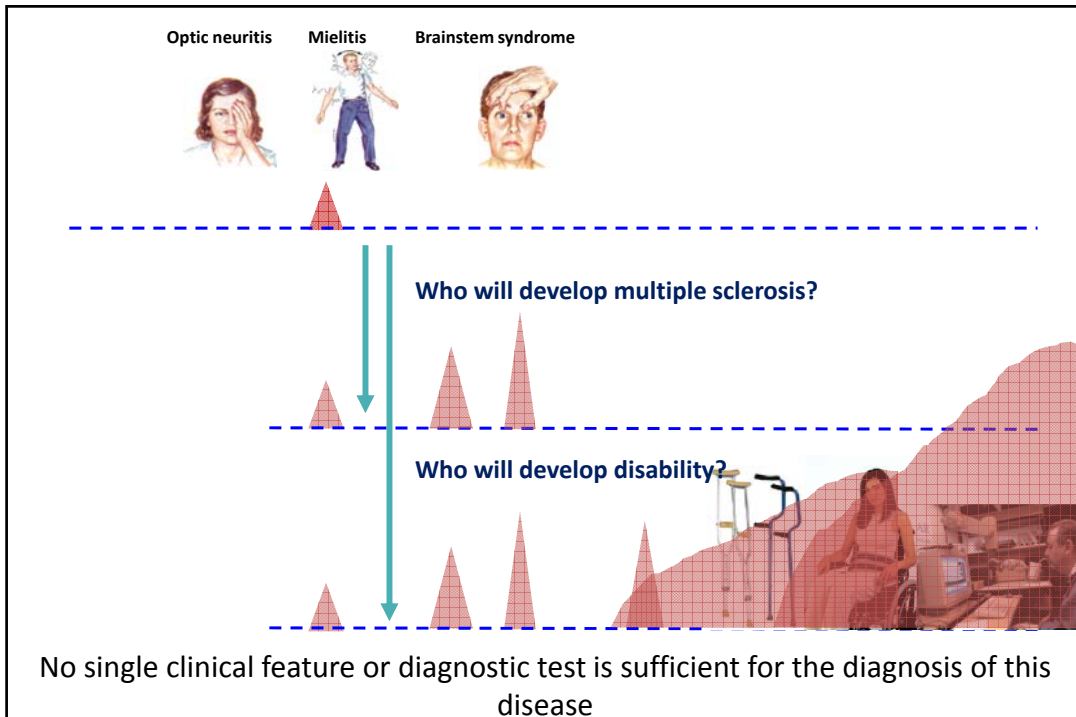 Optic neuritis Mielitis Brainstem syndrome
Who will develop multiple sclerosis?
Who will develop disability?
No single clinical feature or diagnostic test is sufficient for the diagnosis of this
disease